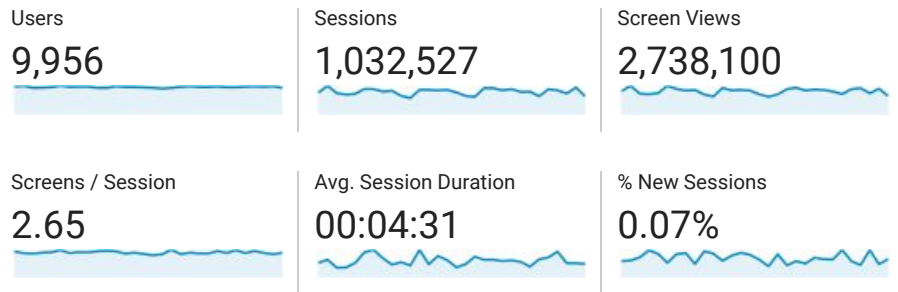 Users
9,956
Sessions
1,032,527
Screen Views
2,738,100
Screens / Session
2.65
Avg. Session Duration
00:04:31
% New Sessions
0.07%